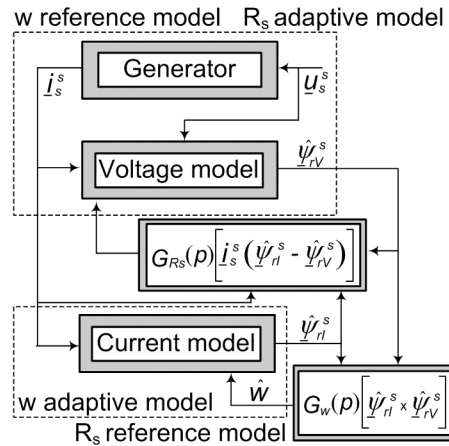 w reference model R_s adaptive model
Generator
i_s^s
u_s^s
Voltage model
ψ̂_rV^s
G_Rs(p)[i_s^s(ψ̂_rI^s - ψ̂_rV^s)]
Current model
ψ̂_rI^s
ŵ
w adaptive model
G_w(p)[ψ̂_rI^s x ψ̂_rV^s]
R_s reference model